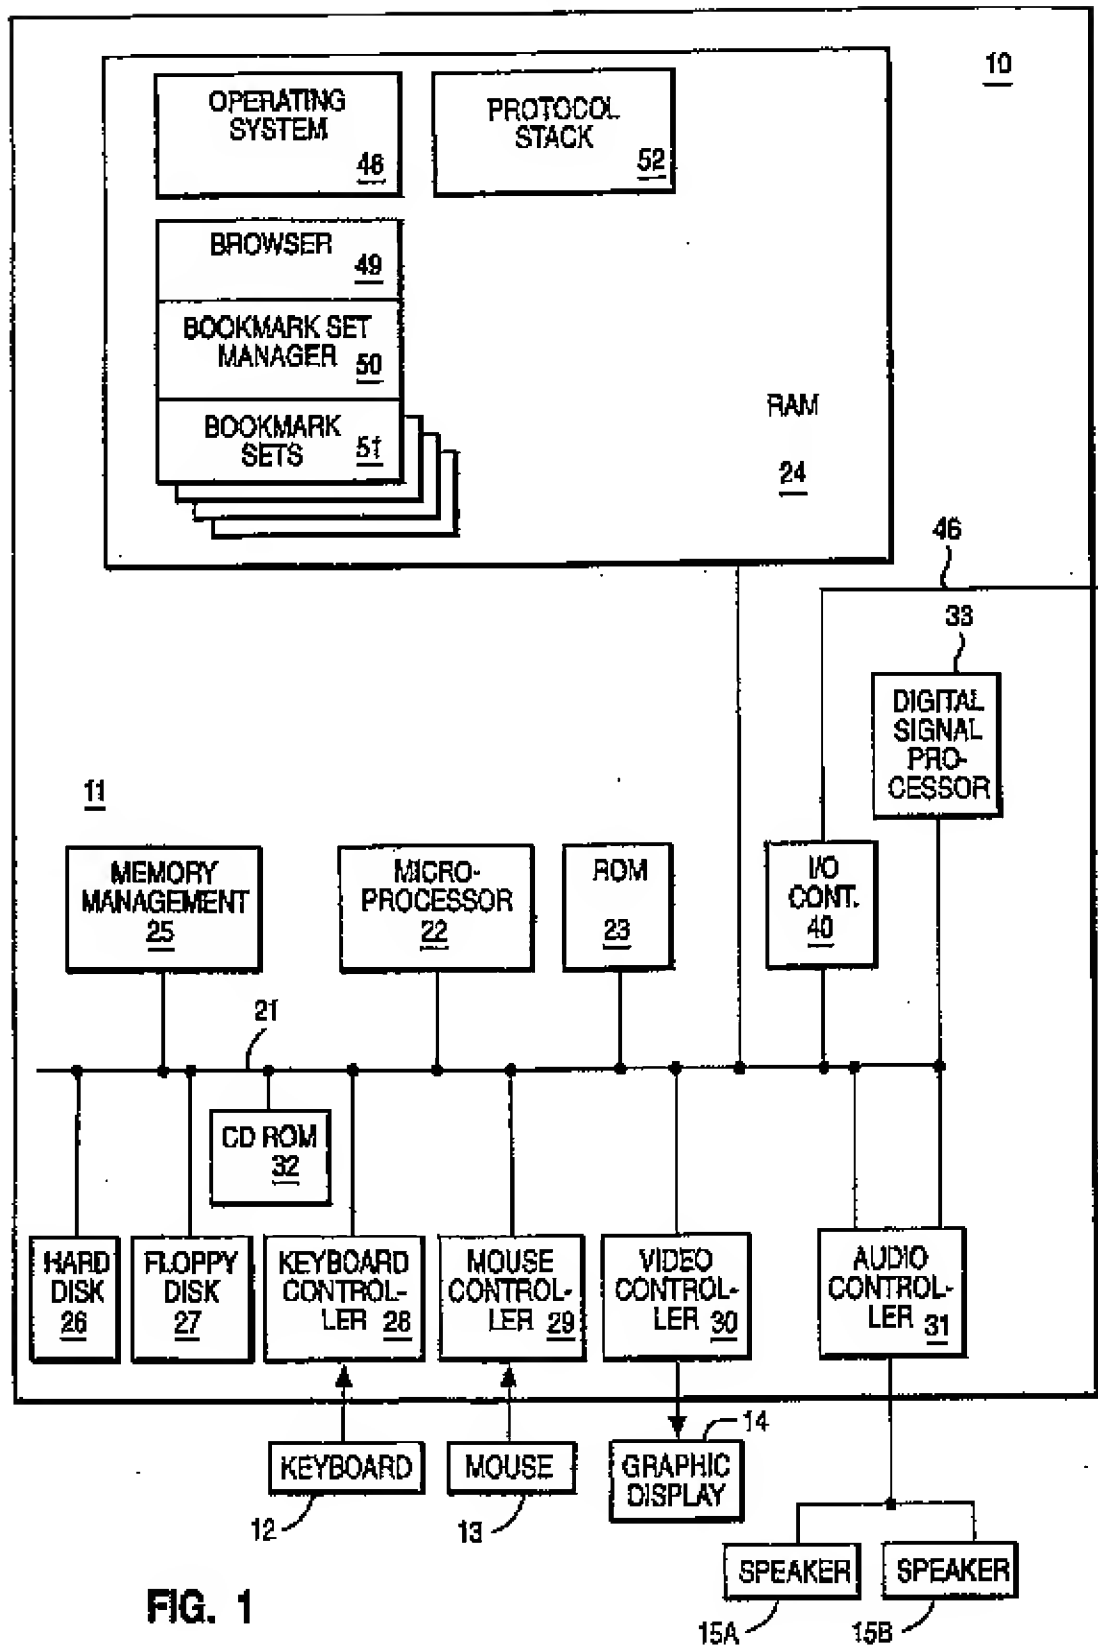 10
OPERATING
SYSTEM
48
PROTOCOL
STACK
52
BROWSER
49
BOOKMARK SET
MANAGER
50
BOOKMARK
SETS
51
RAM
24
46
33
DIGITAL
SIGNAL
PRO-
CESSOR
11
MEMORY
MANAGEMENT
25
MICRO-
PROCESSOR
22
ROM
23
I/O
CONT.
40
21
CD ROM
32
HARD
DISK
26
FLOPPY
DISK
27
KEYBOARD
CONTROL-
LER 28
MOUSE
CONTROL-
LER 29
VIDEO
CONTROL-
LER 30
AUDIO
CONTROL-
LER 31
KEYBOARD
12
MOUSE
13
14
GRAPHIC
DISPLAY
SPEAKER
15A
SPEAKER
15B
FIG. 1